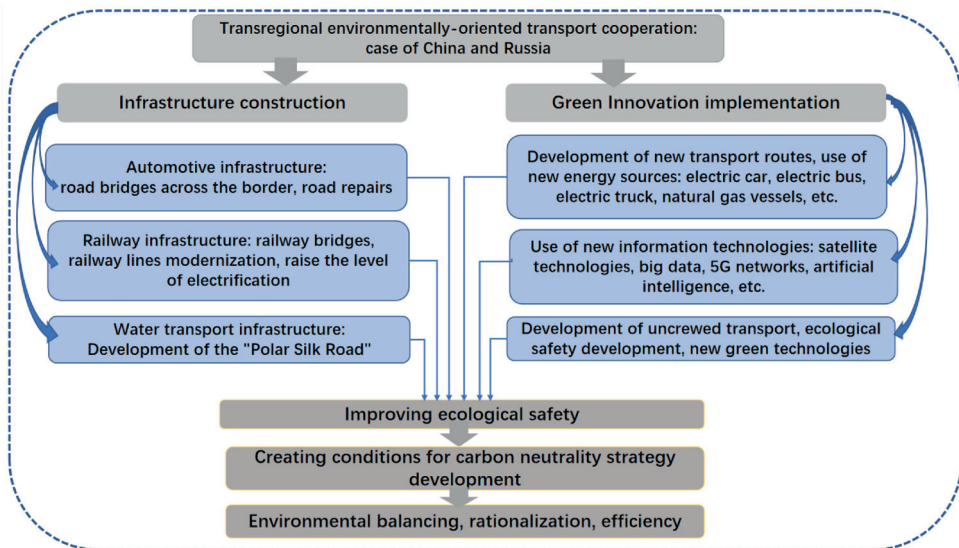 Transregional environmentally-oriented transport cooperation:
case of China and Russia
Infrastructure construction
Green Innovation implementation
Automotive infrastructure:
road bridges across the border, road repairs
Development of new transport routes, use of
new energy sources: electric car, electric bus,
electric truck, natural gas vessels, etc.
Railway infrastructure: railway bridges,
railway lines modernization, raise the level
of electrification
Use of new information technologies: satellite
technologies, big data, 5G networks, artificial
intelligence, etc.
Water transport infrastructure:
Development of the "Polar Silk Road"
Development of uncrewed transport, ecological
safety development, new green technologies
Improving ecological safety
Creating conditions for carbon neutrality strategy
development
Environmental balancing, rationalization, efficiency